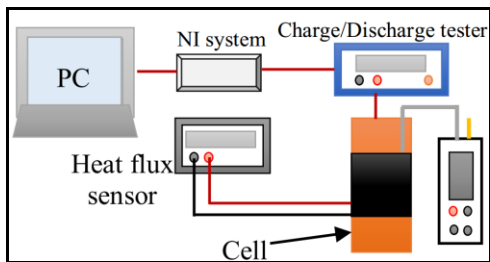 NI system
Charge/Discharge tester
PC
Heat flux
sensor
Cell